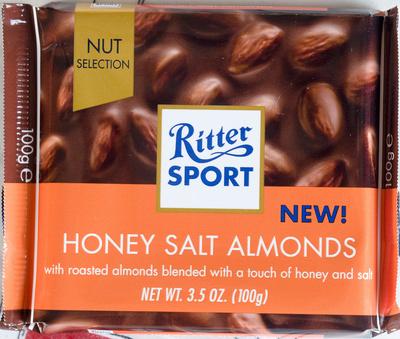 NUT
SELECTION
100g e
Ritter
SPORT
NEW!
HONEY SALT ALMONDS
with roasted almonds blended with a touch of honey and salt
NET WT. 3.5 OZ. (100g)
100g e